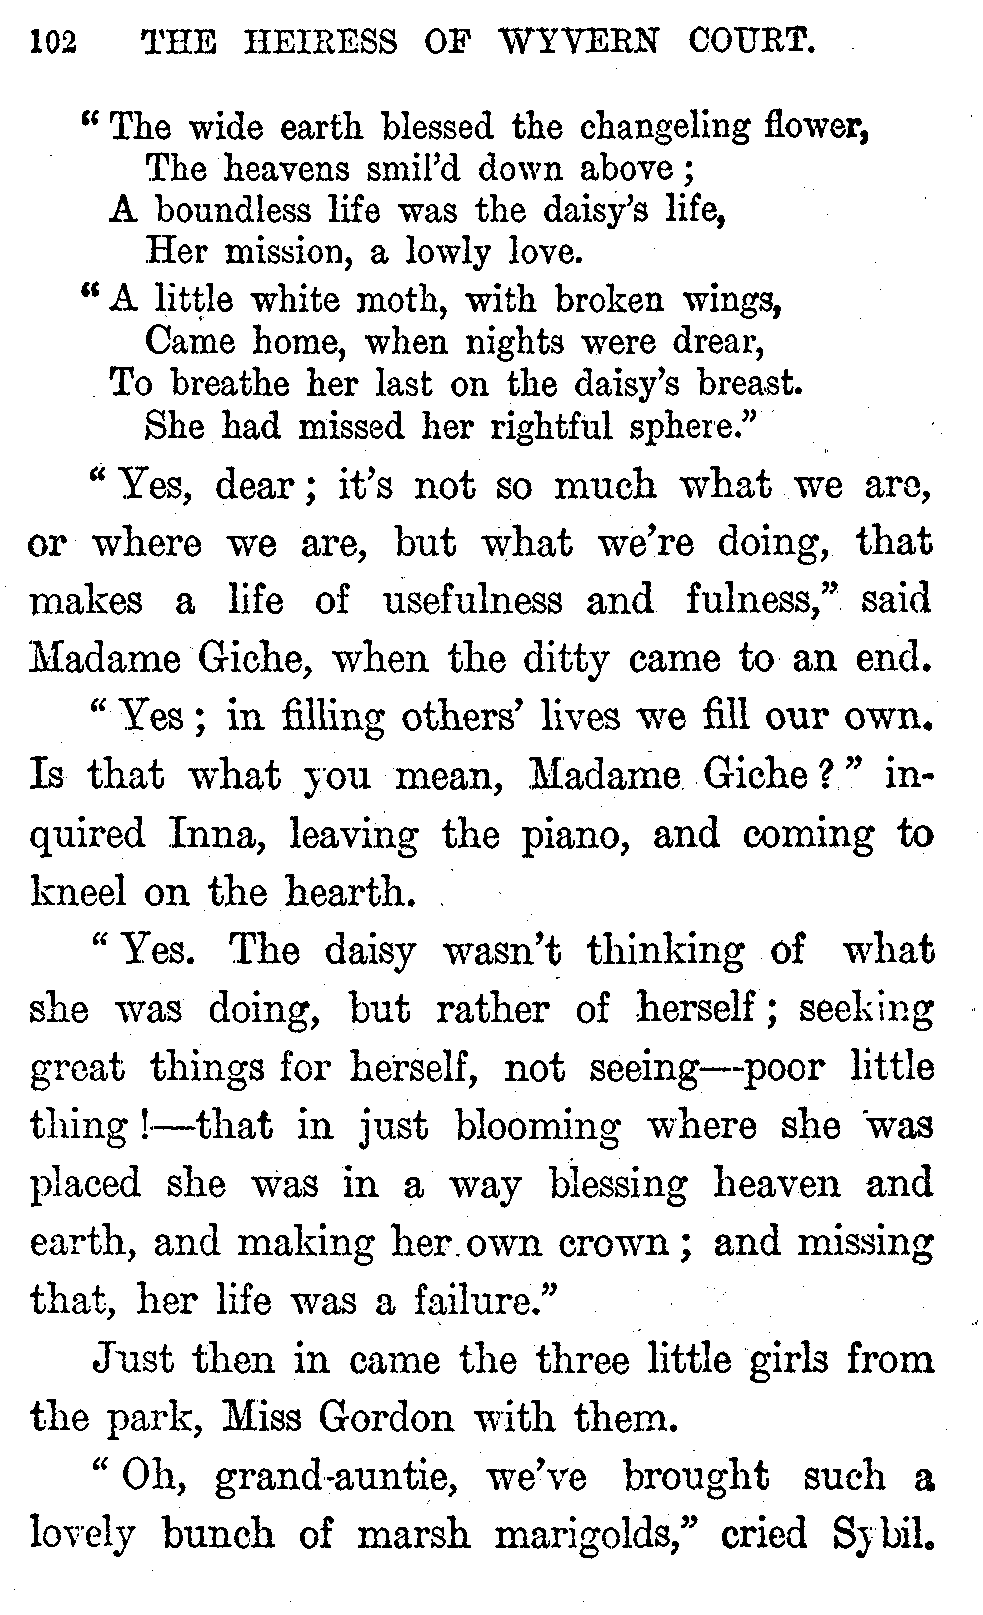 102 THE HEIRESS OF WYVERN COURT.
“The wide earth blessed the changeling flower,
The heavens smil’d down above;
A boundless life was the daisy’s life,
Her mission, a lowly love.
“A little white moth, with broken wings,
Came home, when nights were drear,
To breathe her last on the daisy’s breast.
She had missed her rightful sphere.”
“Yes, dear; it’s not so much what we are,
or where we are, but what we’re doing, that
makes a life of usefulness and fulness,” said
Madame Giche, when the ditty came to an end.
“Yes; in filling others’ lives we fill our own.
Is that what you mean, Madame Giche?” in-
quired Inna, leaving the piano, and coming to
kneel on the hearth.
“Yes. The daisy wasn’t thinking of what
she was doing, but rather of herself; seeking
great things for herself, not seeing—poor little
thing!—that in just blooming where she was
placed she was in a way blessing heaven and
earth, and making her own crown; and missing
that, her life was a failure.”
Just then in came the three little girls from
the park, Miss Gordon with them.
“Oh, grand-auntie, we’ve brought such a
lovely bunch of marsh marigolds,” cried Sybil.